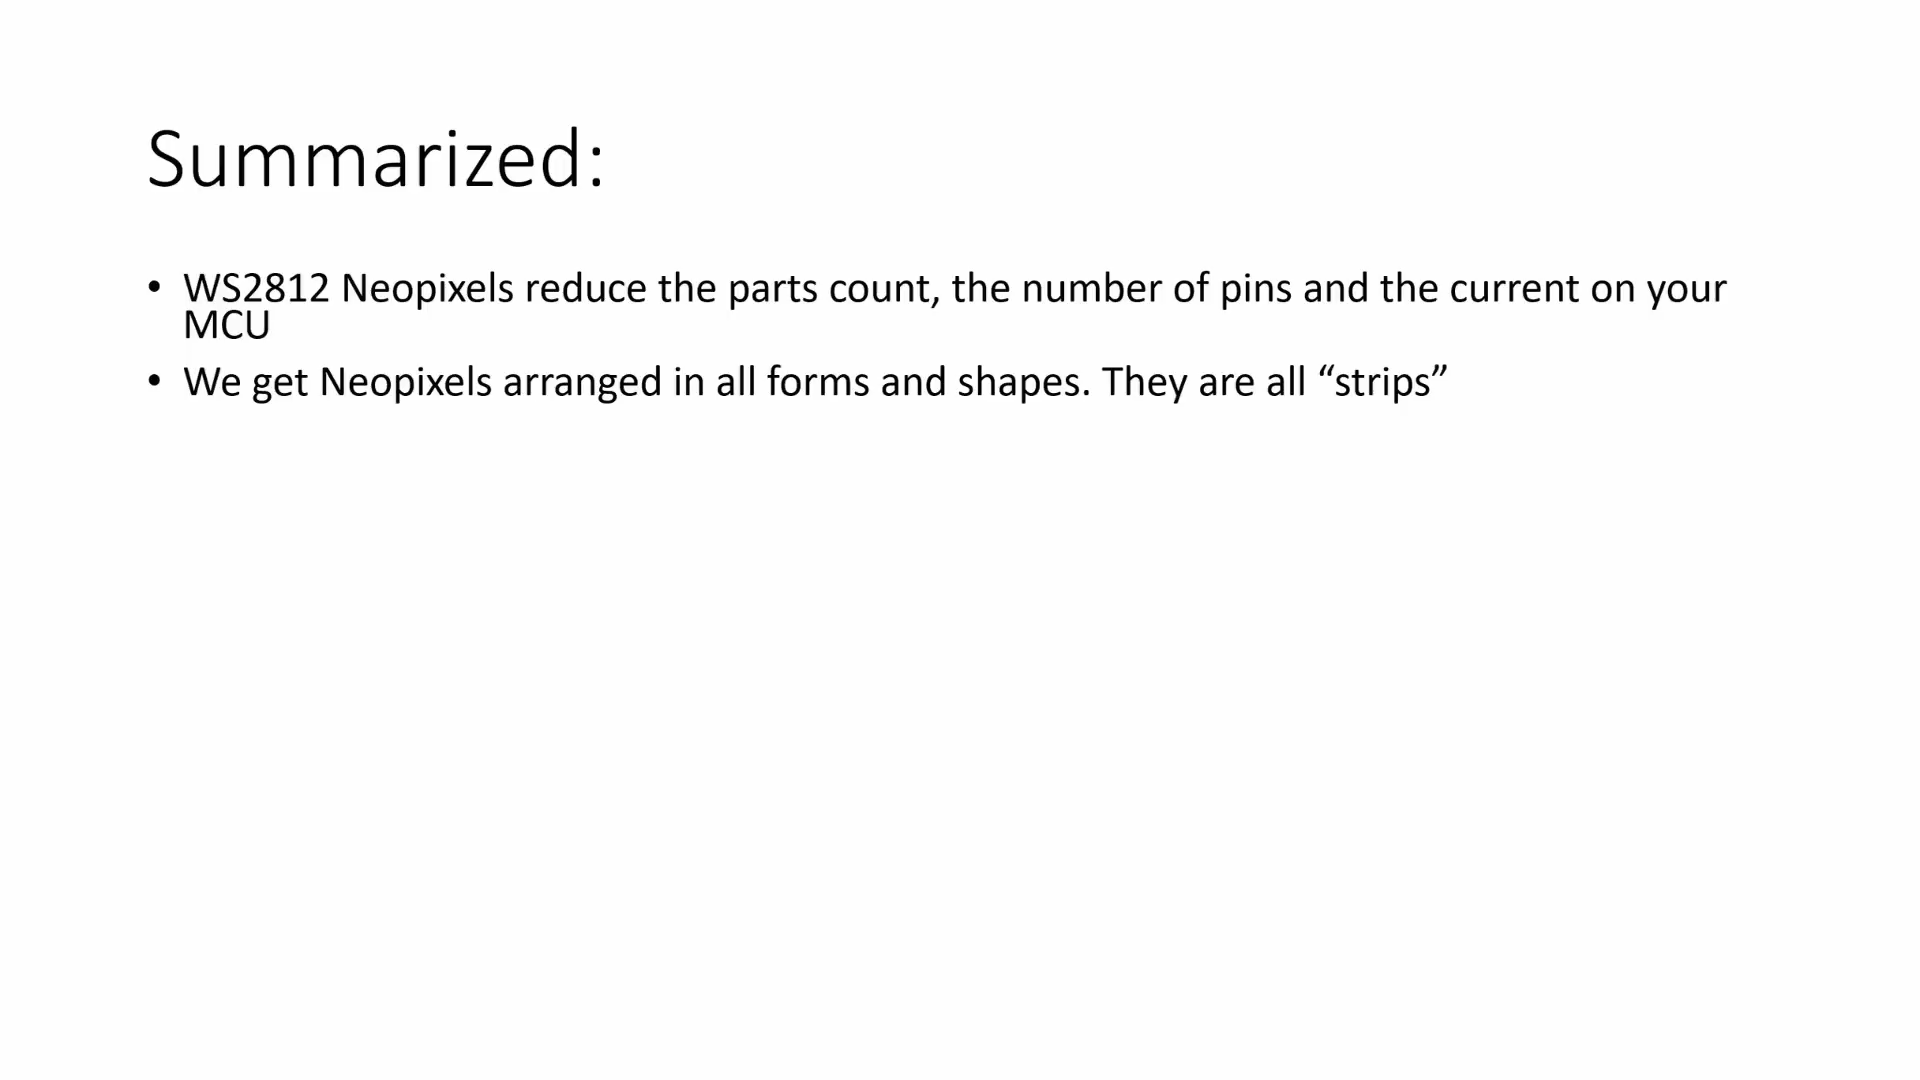 Summarized:
• WS2812 Neopixels reduce the parts count, the number of pins and the current on your
MCU
• We get Neopixels arranged in all forms and shapes. They are all “strips”